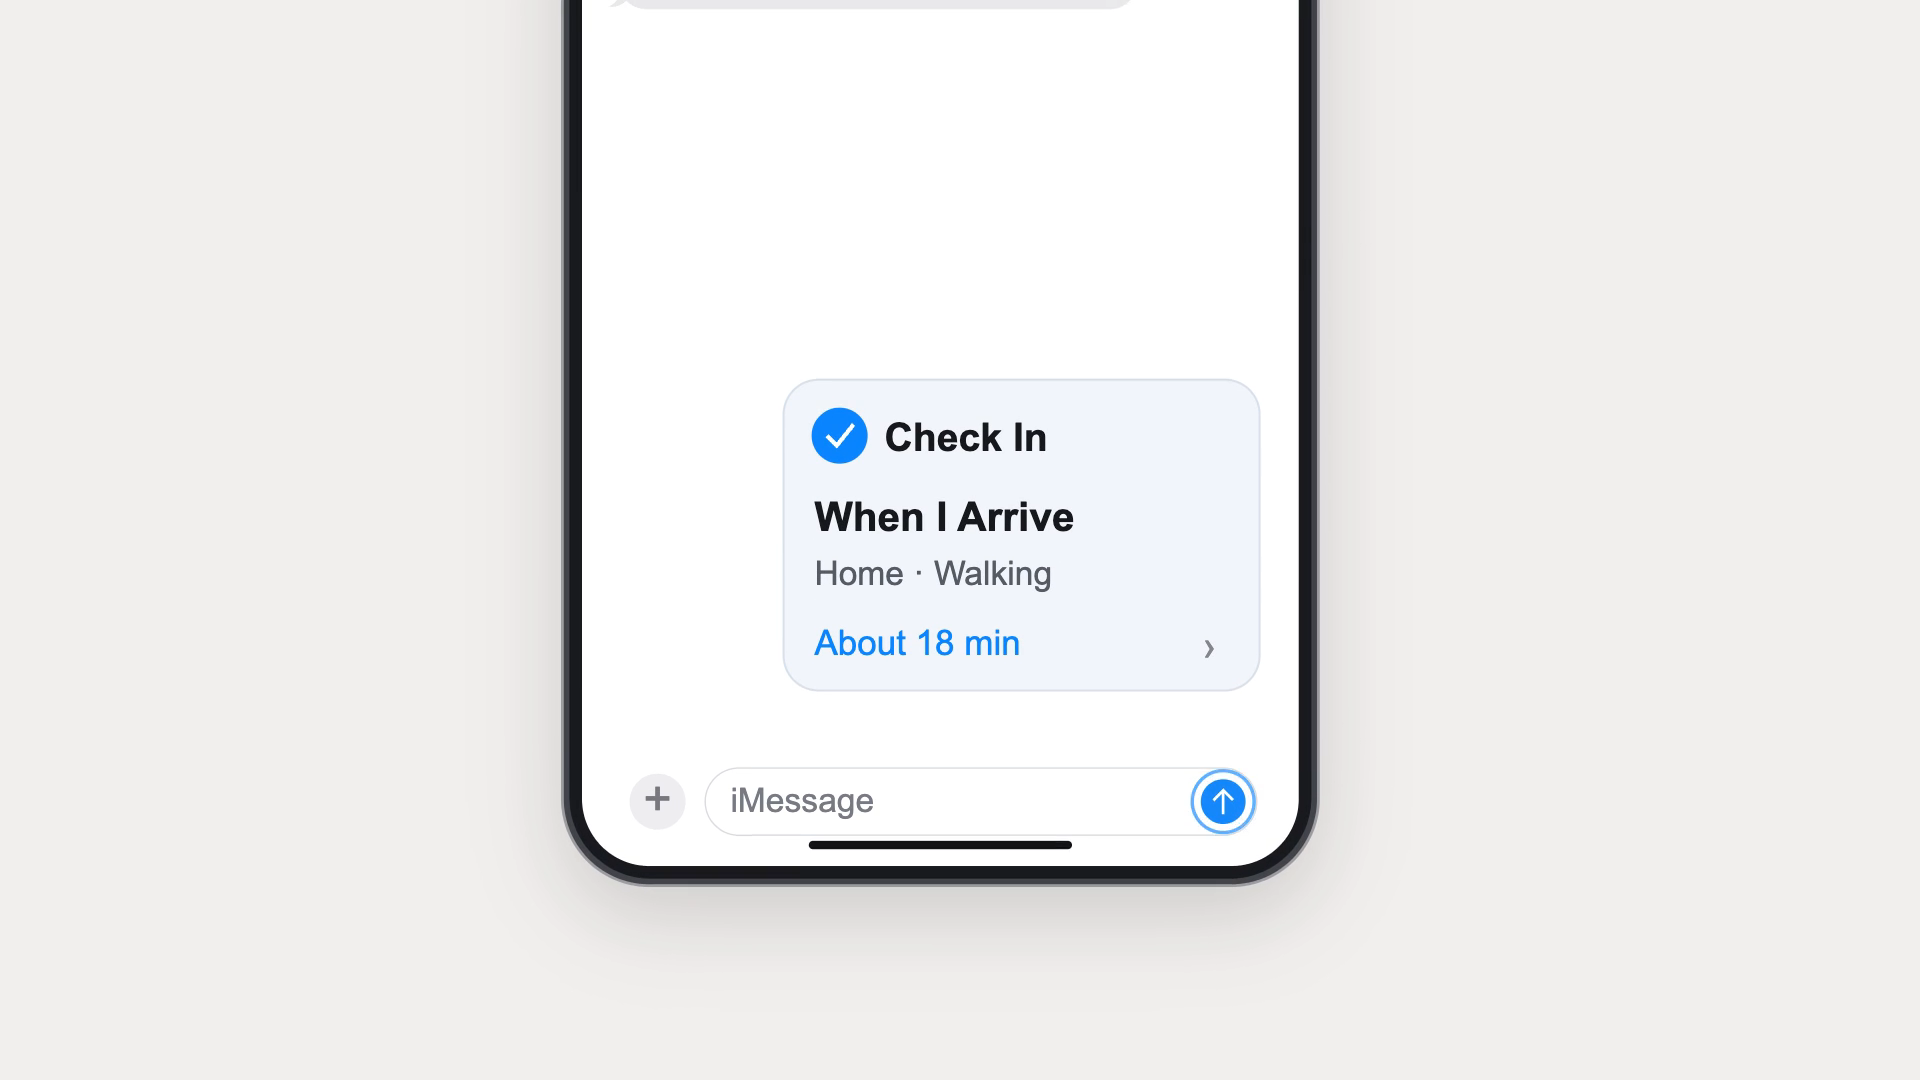 Check In
When I Arrive
Home · Walking
About 18 min
iMessage